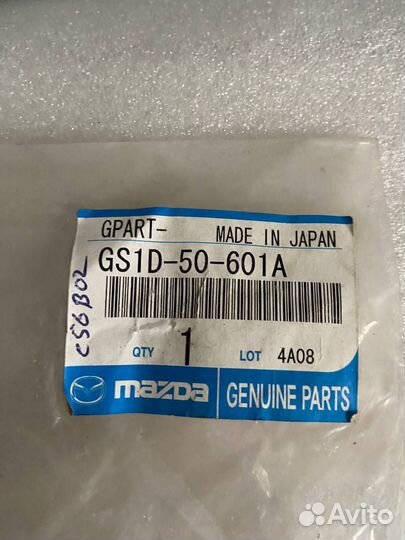 GPART- MADE IN JAPAN
GS1D-50-601A
C56B02
QTY 1 LOT 4A08
mazda GENUINE PARTS
Avito